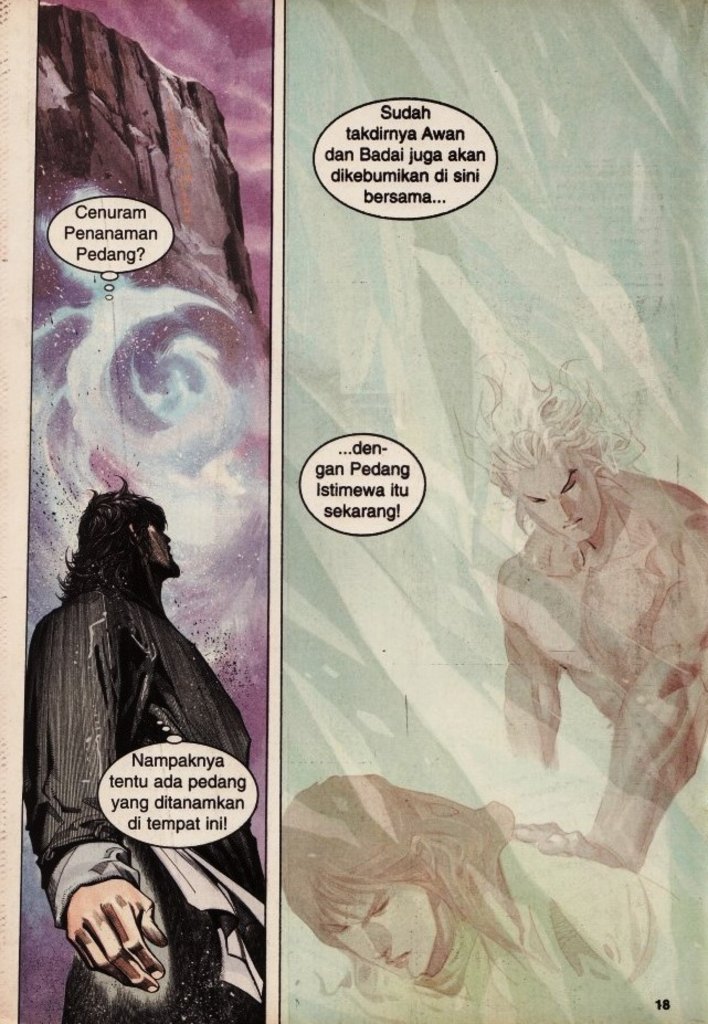 Cenuram
Penanaman
Pedang?
Nampaknya
tentu ada pedang
yang ditanamkan
di tempat ini!
Sudah
takdirnya Awan
dan Badai juga akan
dikebumikan di sini
bersama...
...den-
gan Pedang
Istimewa itu
sekarang!
18